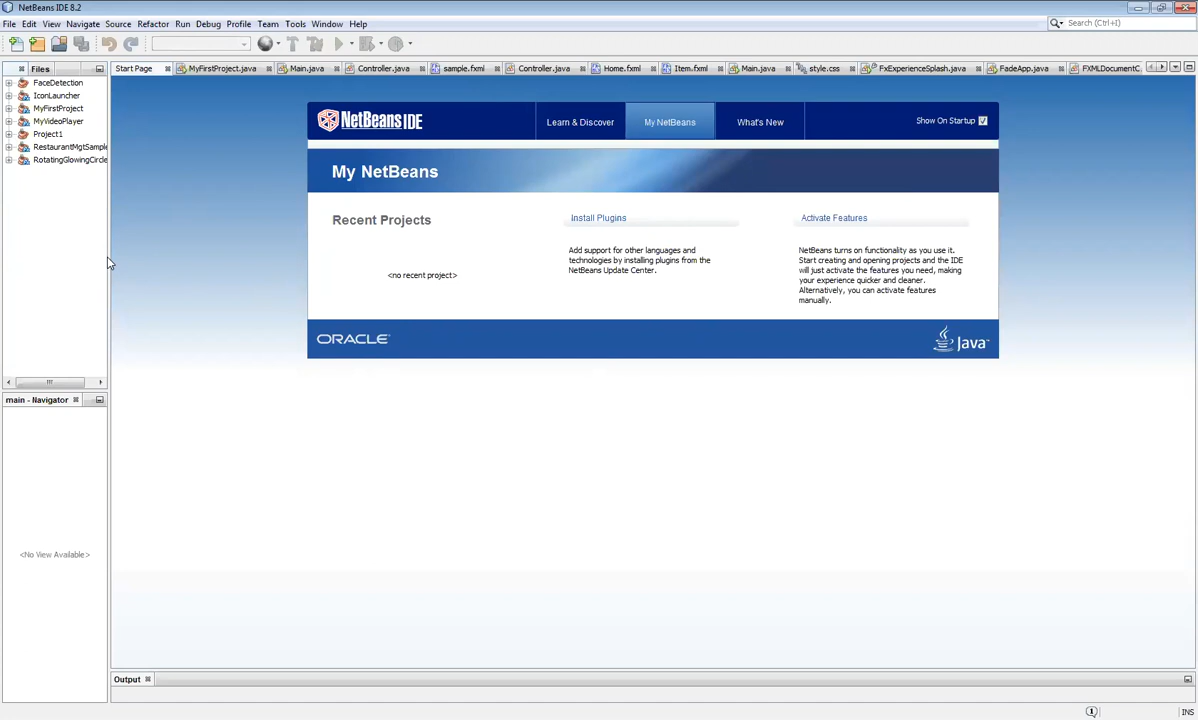 NetBeans IDE 8.2
File Edit View Navigate Source Refactor Run Debug Profile Team Tools Window Help
Search (Ctrl+I)
Files
Start Page MyFirstProject.java Main.java Controller.java sample.fxml Controller.java Home.fxml Item.fxml Main.java style.css FxExperienceSplash.java FadeApp.java FXMLDocumentC
FaceDetection
IconLauncher
MyFirstProject
MyVideoPlayer
Project1
RestaurantMgtSample
RotatingGlowingCircle
NetBeans IDE
Learn & Discover
My NetBeans
What's New
Show On Startup
My NetBeans
Recent Projects
<no recent project>
Install Plugins
Add support for other languages and
technologies by installing plugins from the
NetBeans Update Center.
Activate Features
NetBeans turns on functionality as you use it.
Start creating and opening projects and the IDE
will just activate the features you need, making
your experience quicker and cleaner.
Alternatively, you can activate features
manually.
ORACLE
Java
main - Navigator
<No View Available>
Output
INS